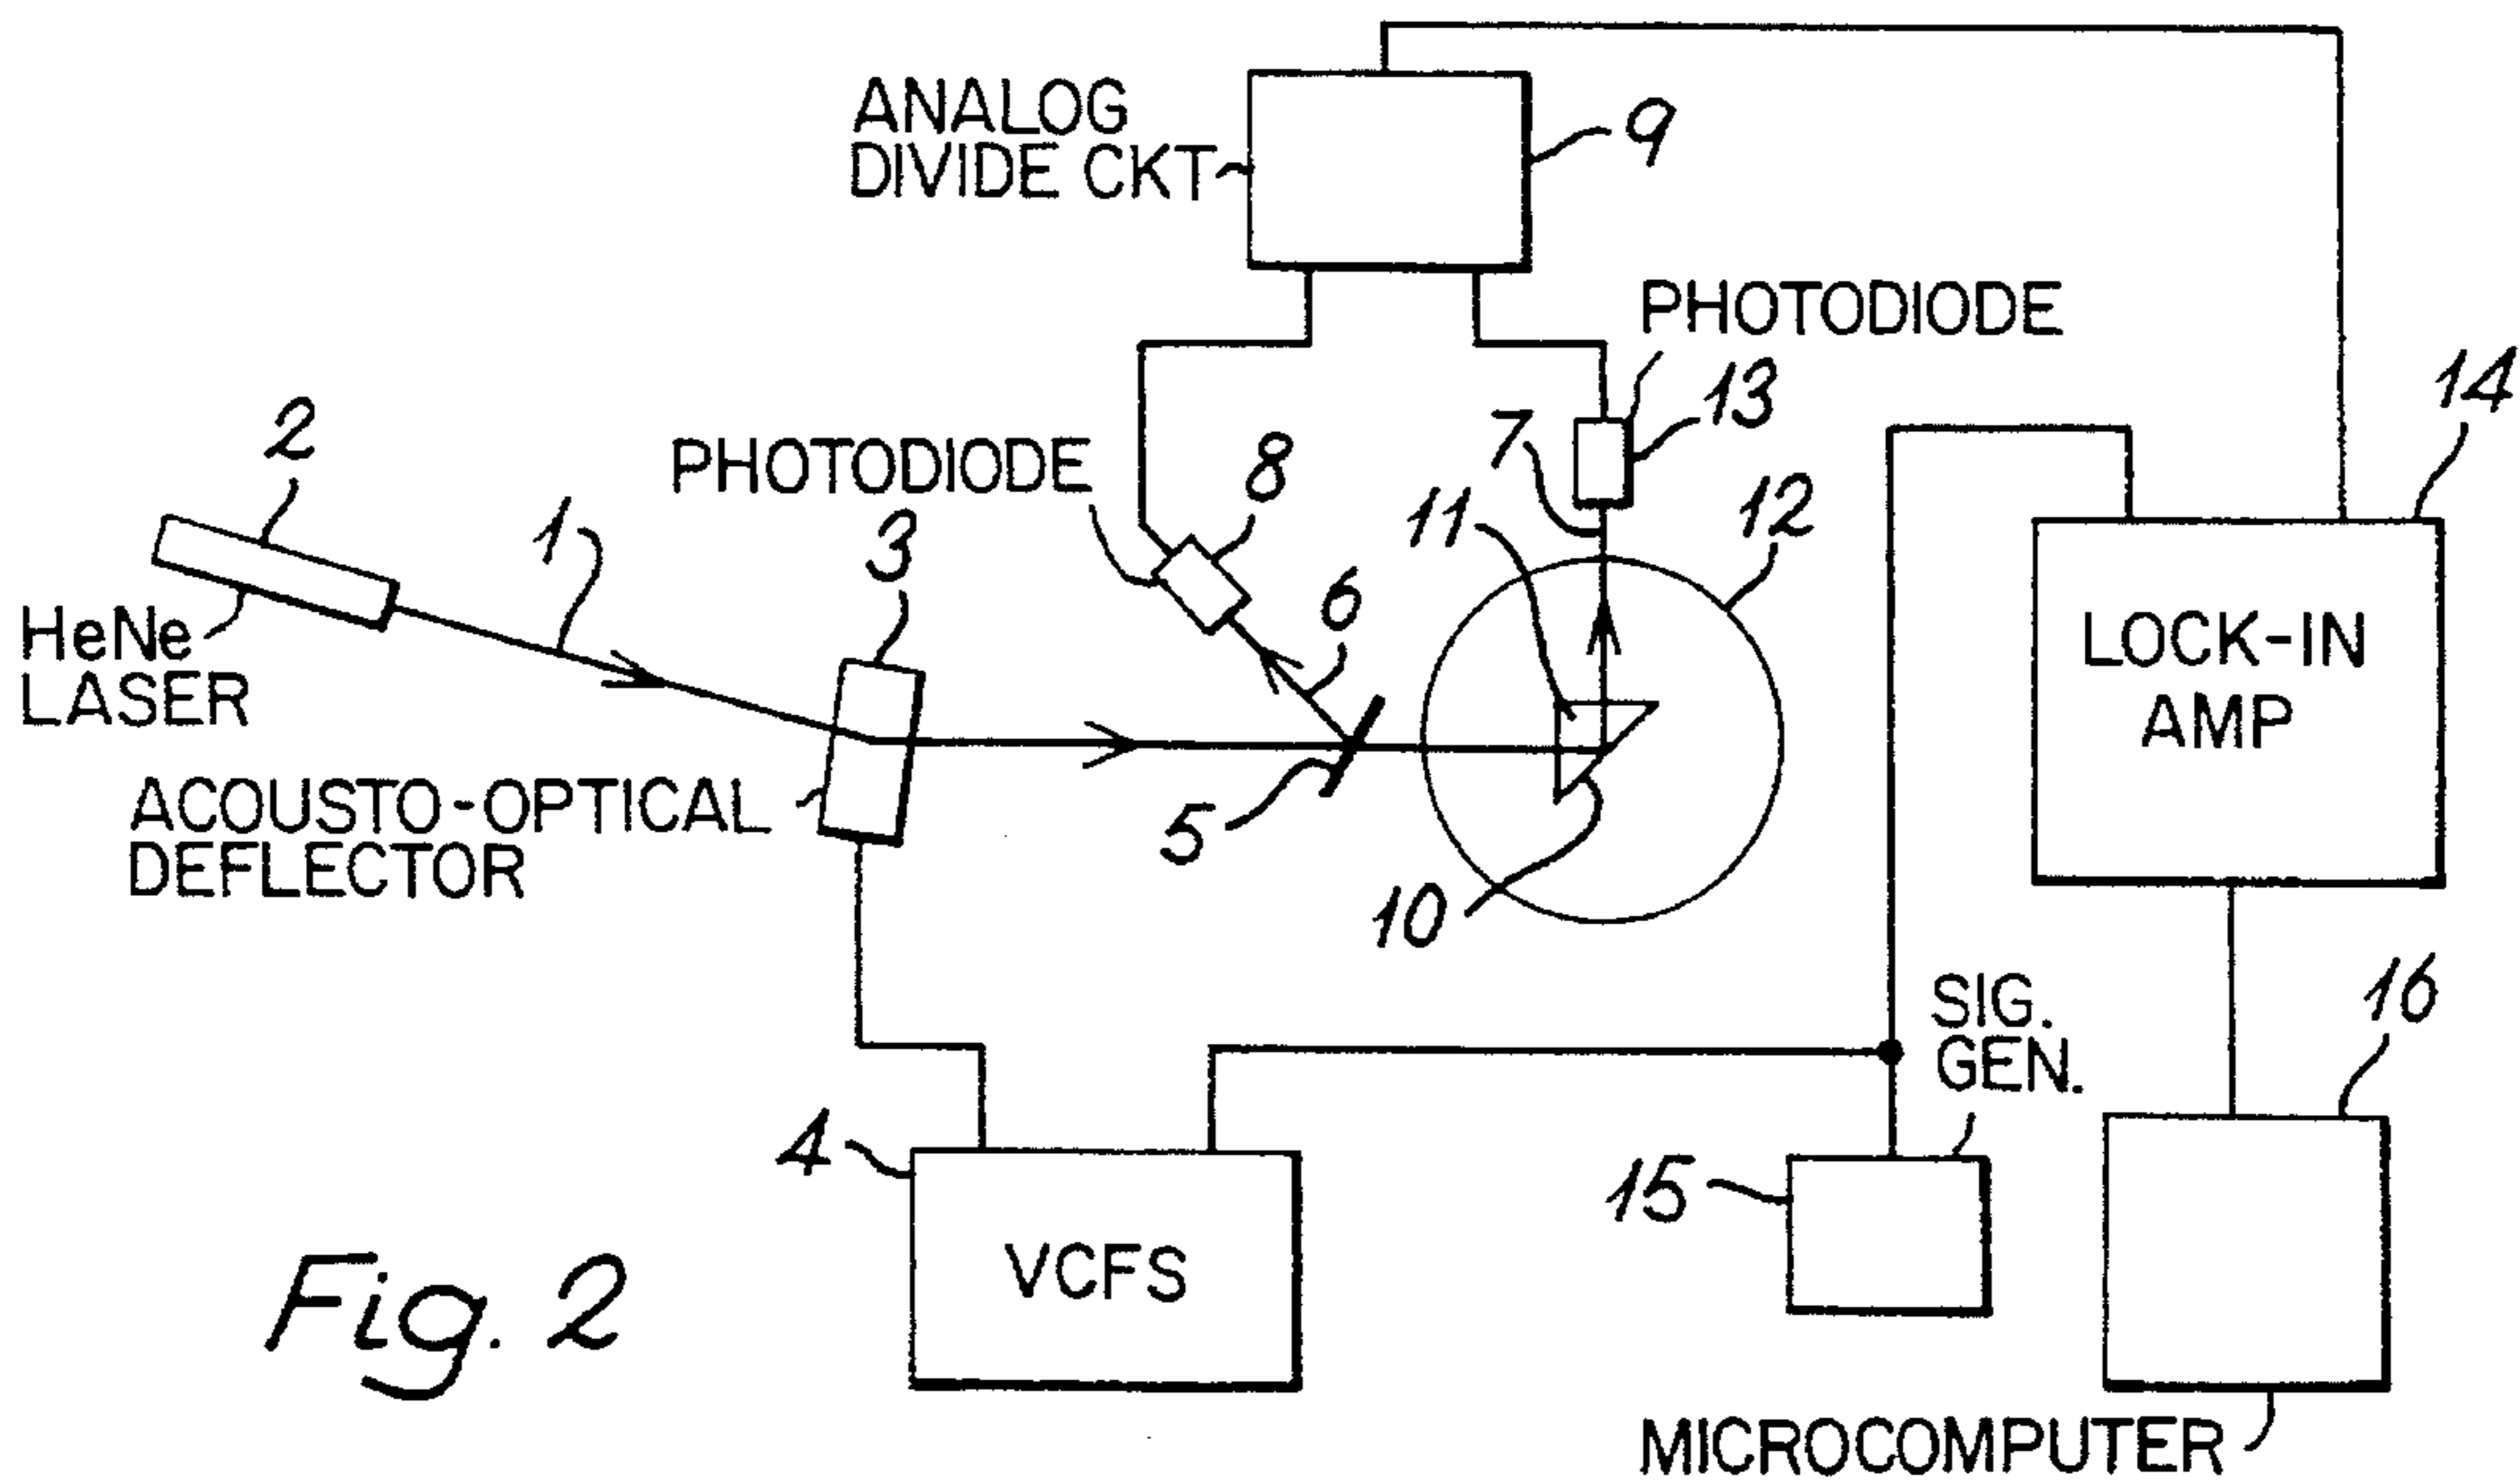 ANALOG
DIVIDE CKT
9
PHOTODIODE
13
14
2
PHOTODIODE
8
7
11
12
1
3
6
HeNe
LASER
LOCK-IN
AMP
ACOUSTO-OPTICAL
DEFLECTOR
5
10
16
SIG.
GEN.
4
15
VCFS
Fig. 2
MICROCOMPUTER